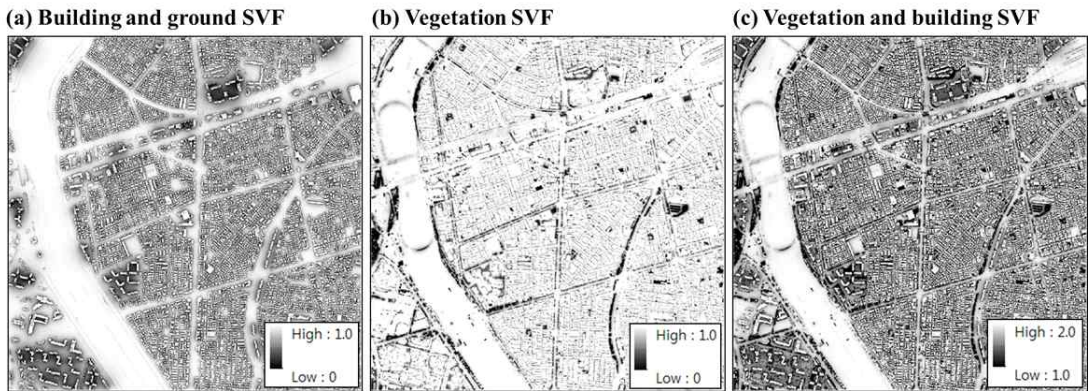 (a) Building and ground SVF
(b) Vegetation SVF
(c) Vegetation and building SVF
High : 1.0
Low : 0
High : 1.0
Low : 0
High : 2.0
Low : 1.0